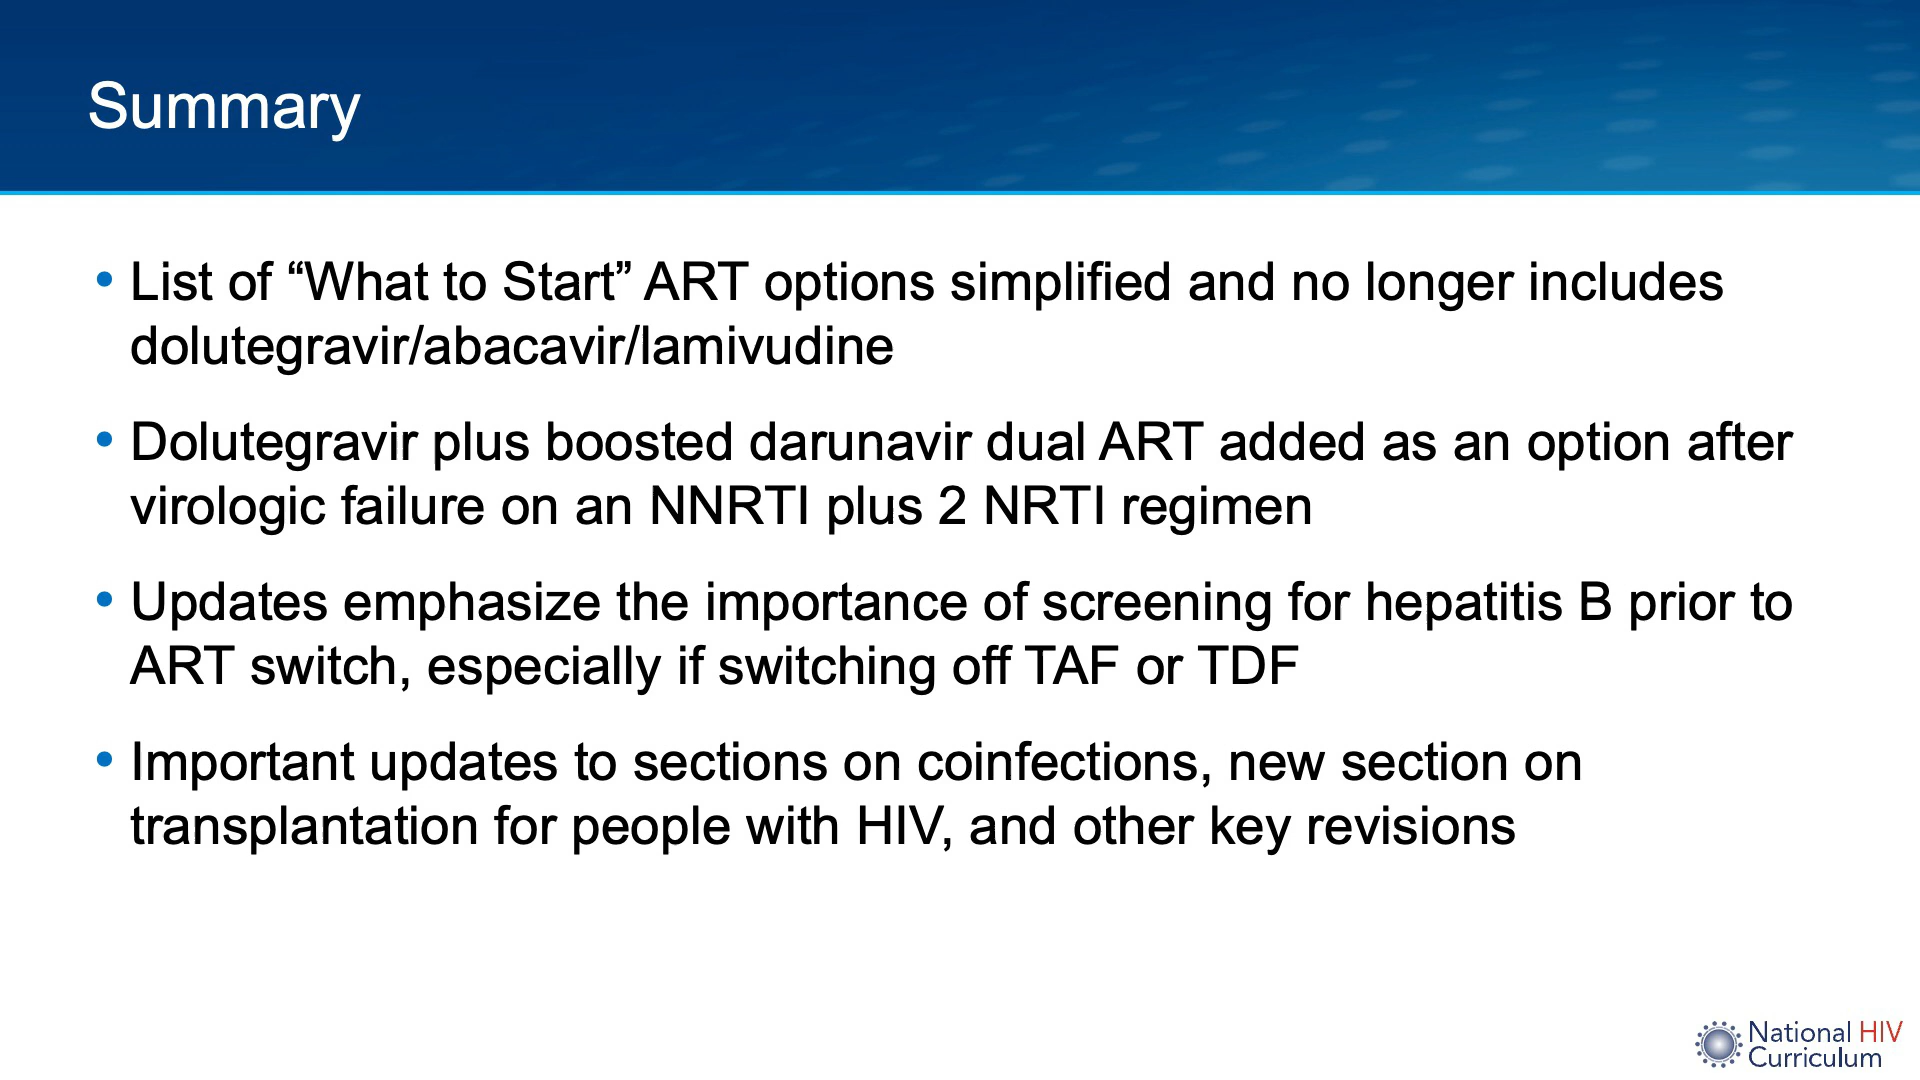 Summary
• List of “What to Start” ART options simplified and no longer includes
dolutegravir/abacavir/lamivudine
• Dolutegravir plus boosted darunavir dual ART added as an option after
virologic failure on an NNRTI plus 2 NRTI regimen
• Updates emphasize the importance of screening for hepatitis B prior to
ART switch, especially if switching off TAF or TDF
• Important updates to sections on coinfections, new section on
transplantation for people with HIV, and other key revisions
National HIV
Curriculum